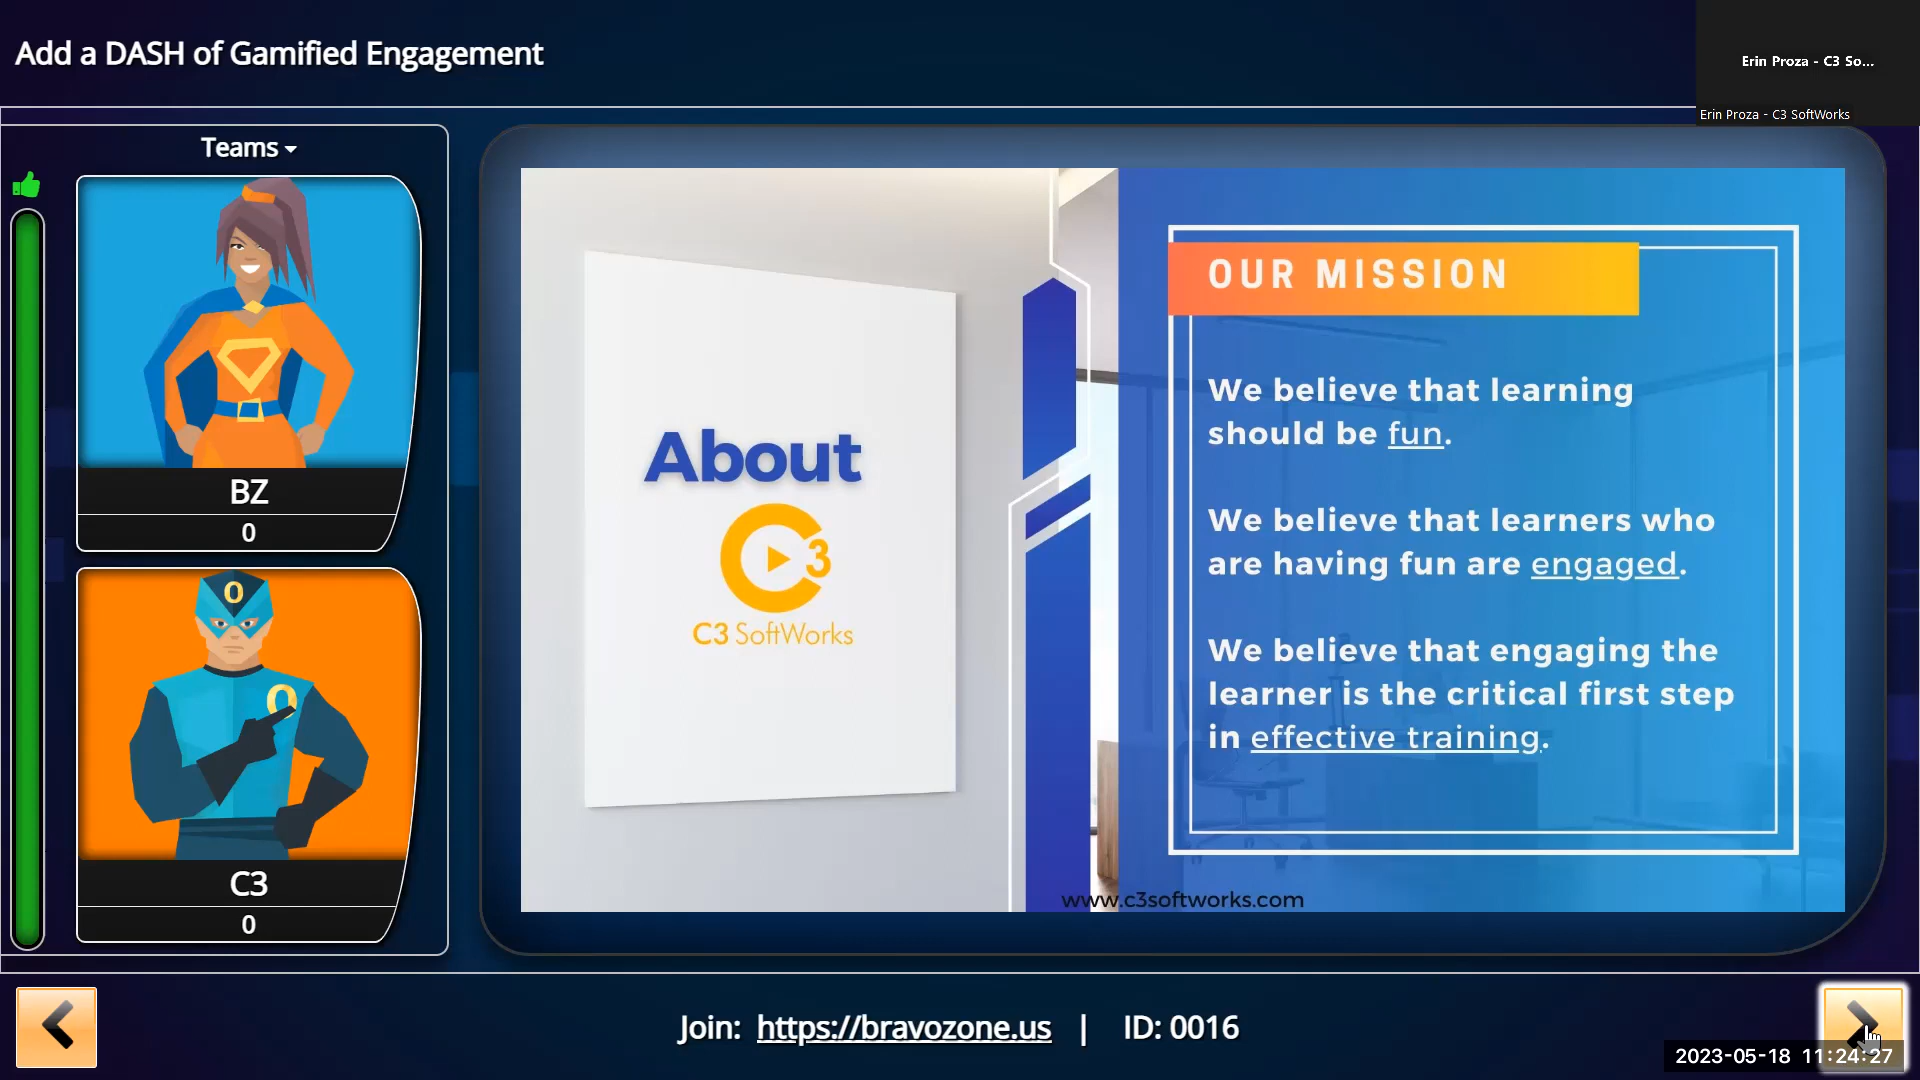 Add a DASH of Gamified Engagement
Erin Proza - C3 So...
Erin Proza - C3 SoftWorks
Teams
BZ
0
0
0
C3
0
About
3
C3 SoftWorks
OUR MISSION
We believe that learning
should be fun.
We believe that learners who
are having fun are engaged.
We believe that engaging the
learner is the critical first step
in effective training.
www.c3softworks.com
Join: https://bravozone.us | ID: 0016
2023-05-18 11:24:27